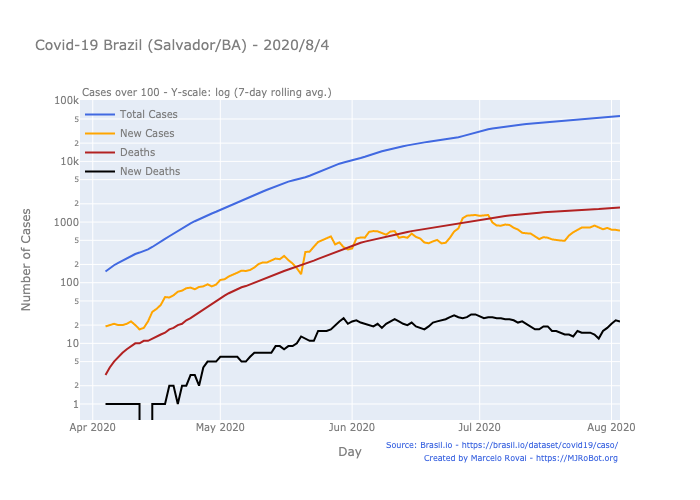 Covid-19 Brazil (Salvador/BA) - 2020/8/4
Cases over 100 - Y-scale: log (7-day rolling avg.)
Total Cases
New Cases
Deaths
New Deaths
Number of Cases
100k
5
2
10k
5
2
1000
5
2
100
5
2
10
5
2
1
Apr 2020
May 2020
Jun 2020
Jul 2020
Aug 2020
Day
Source: Brasil.io - https://brasil.io/dataset/covid19/caso/
Created by Marcelo Rovai - https://MJRoBot.org